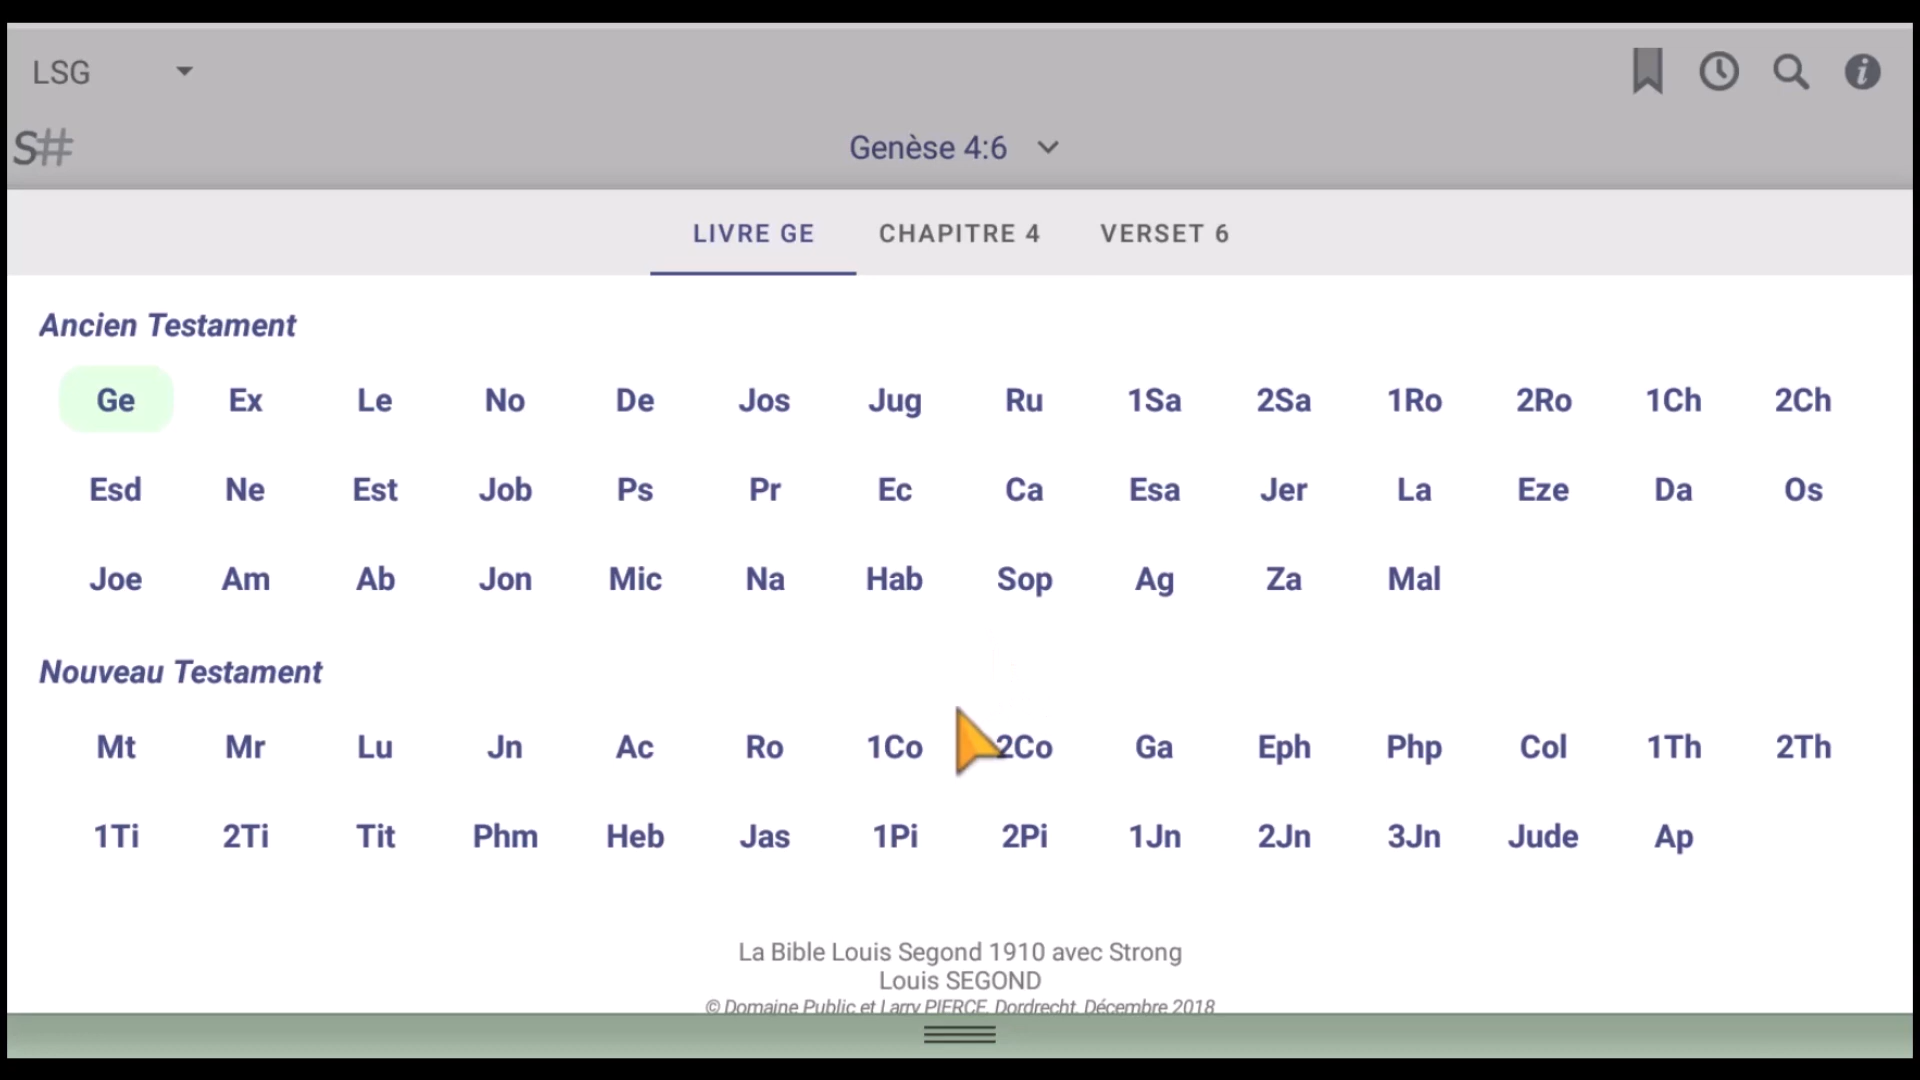 LSG
S#
Genèse 4:6
LIVRE GE CHAPITRE 4 VERSET 6
Ancien Testament
Ge Ex Le No De Jos Jug Ru 1Sa 2Sa 1Ro 2Ro 1Ch 2Ch
Esd Ne Est Job Ps Pr Ec Ca Esa Jer La Eze Da Os
Joe Am Ab Jon Mic Na Hab Sop Ag Za Mal
Nouveau Testament
Mt Mr Lu Jn Ac Ro 1Co 2Co Ga Eph Php Col 1Th 2Th
1Ti 2Ti Tit Phm Heb Jas 1Pi 2Pi 1Jn 2Jn 3Jn Jude Ap
La Bible Louis Segond 1910 avec Strong
Louis SEGOND
© Domaine Public et Larry PIERCE, Dordrecht, Décembre 2018